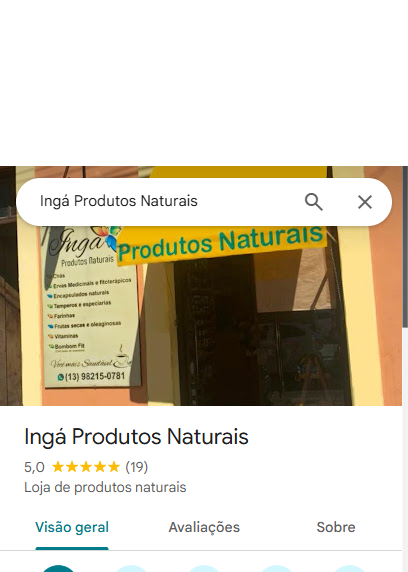 Ingá Produtos Naturais
Ingá
Produtos Naturais
Produtos Naturais
Chás
Ervas Medicinais e fitoterápicos
Encapsulados naturais
Temperos e especiarias
Farinhas
Frutas secas e oleaginosas
Vitaminas
Bombom Fit
Você mais Saudável
(13) 98215-0781
Ingá Produtos Naturais
5,0 ★★★★★ (19)
Loja de produtos naturais
Visão geral Avaliações Sobre